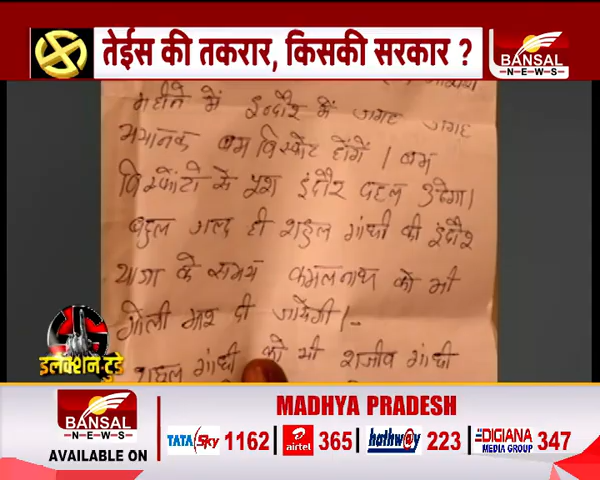 तेईस की तकरार, किसकी सरकार ?
BANSAL
NEWS
महीने में इन्दौर में जगह जगह
भयानक बम विस्फोट होंगे । बम
विस्फोटों से पूरा इंदौर दहल उठेगा।
बहुत जल्द ही राहुल गांधी की इंदौर
यात्रा के समय कमलनाथ को भी
गोली मार दी जायेगी।-
राहुल गांधी को भी राजीव गांधी
इलेक्शन टुडे
BANSAL
NEWS
AVAILABLE ON
MADHYA PRADESH
TATA Sky 1162 airtel 365 hathway 223 DIGIANA MEDIA GROUP 347